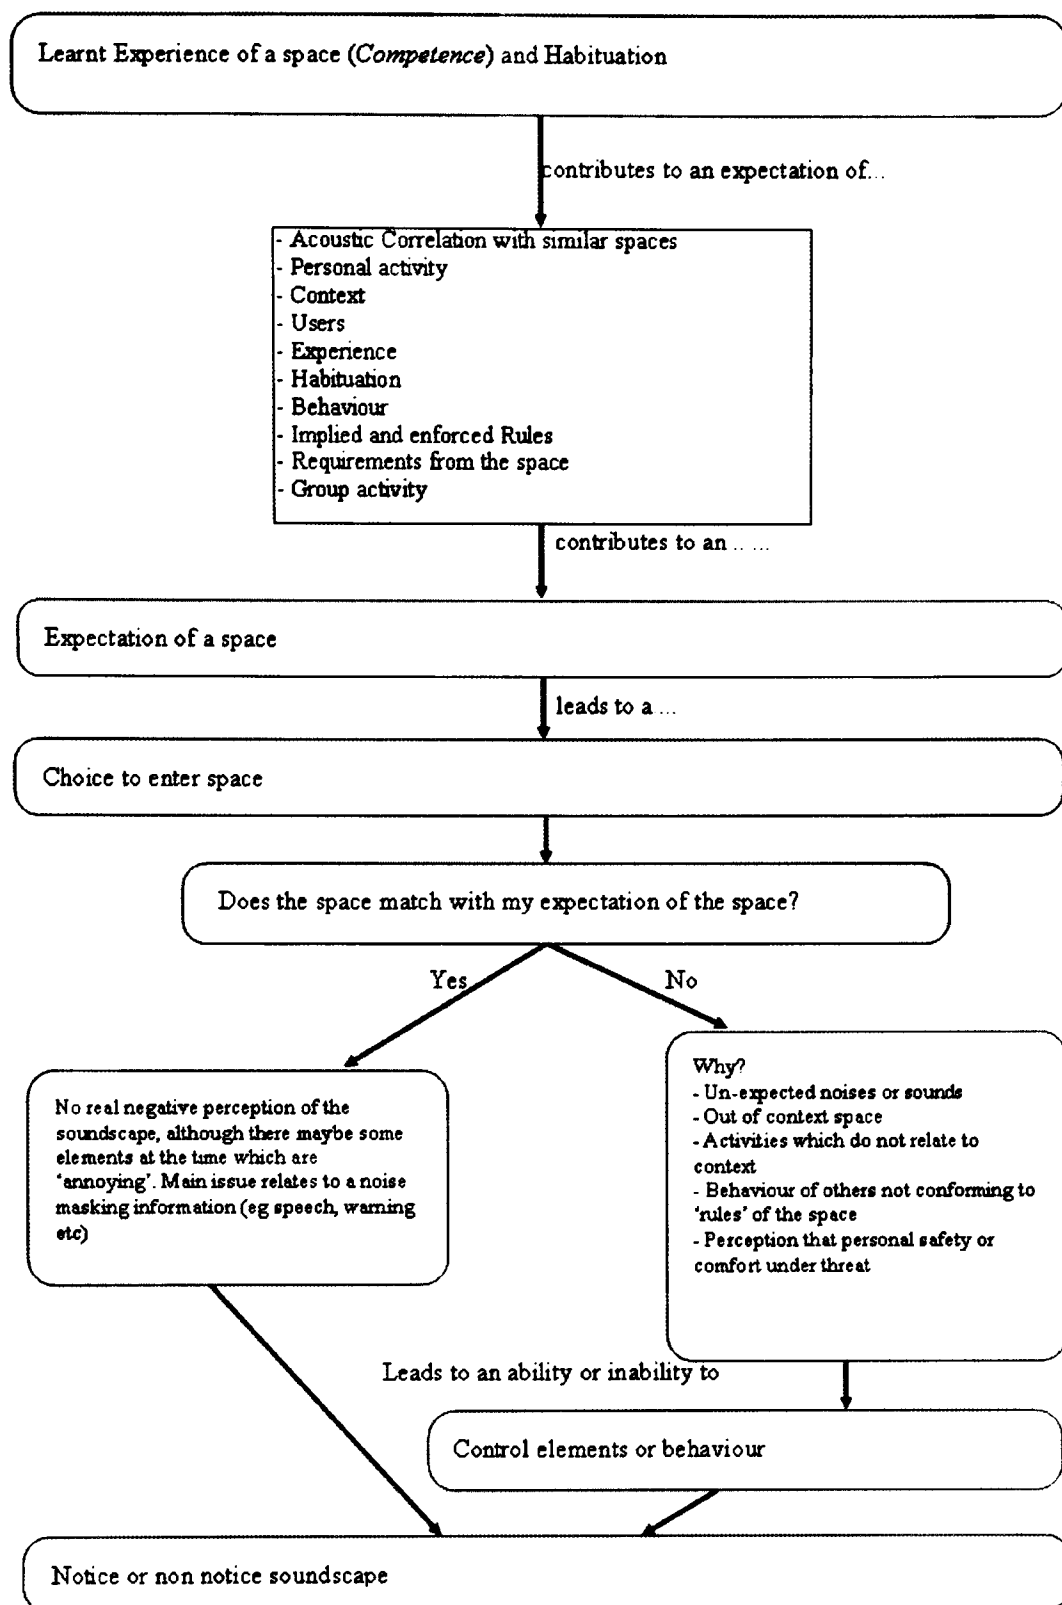 Learnt Experience of a space (Competence) and Habituation
contributes to an expectation of...
- Acoustic Correlation with similar spaces
- Personal activity
- Context
- Users
- Experience
- Habituation
- Behaviour
- Implied and enforced Rules
- Requirements from the space
- Group activity
contributes to an .. ...
Expectation of a space
leads to a ...
Choice to enter space
Does the space match with my expectation of the space?
Yes
No
No real negative perception of the
soundscape, although there maybe some
elements at the time which are
'annoying'. Main issue relates to a noise
masking information (eg speech, warning
etc)
Why?
- Un-expected noises or sounds
- Out of context space
- Activities which do not relate to
context
- Behaviour of others not conforming to
'rules' of the space
- Perception that personal safety or
comfort under threat
Leads to an ability or inability to
Control elements or behaviour
Notice or non notice soundscape